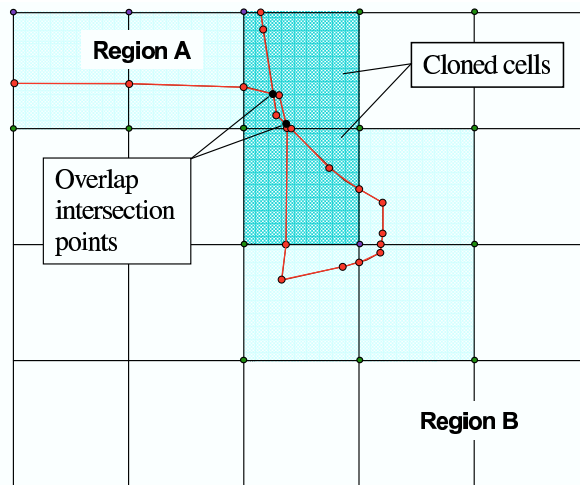 Region A
Cloned cells
Overlap
intersection
points
Region B